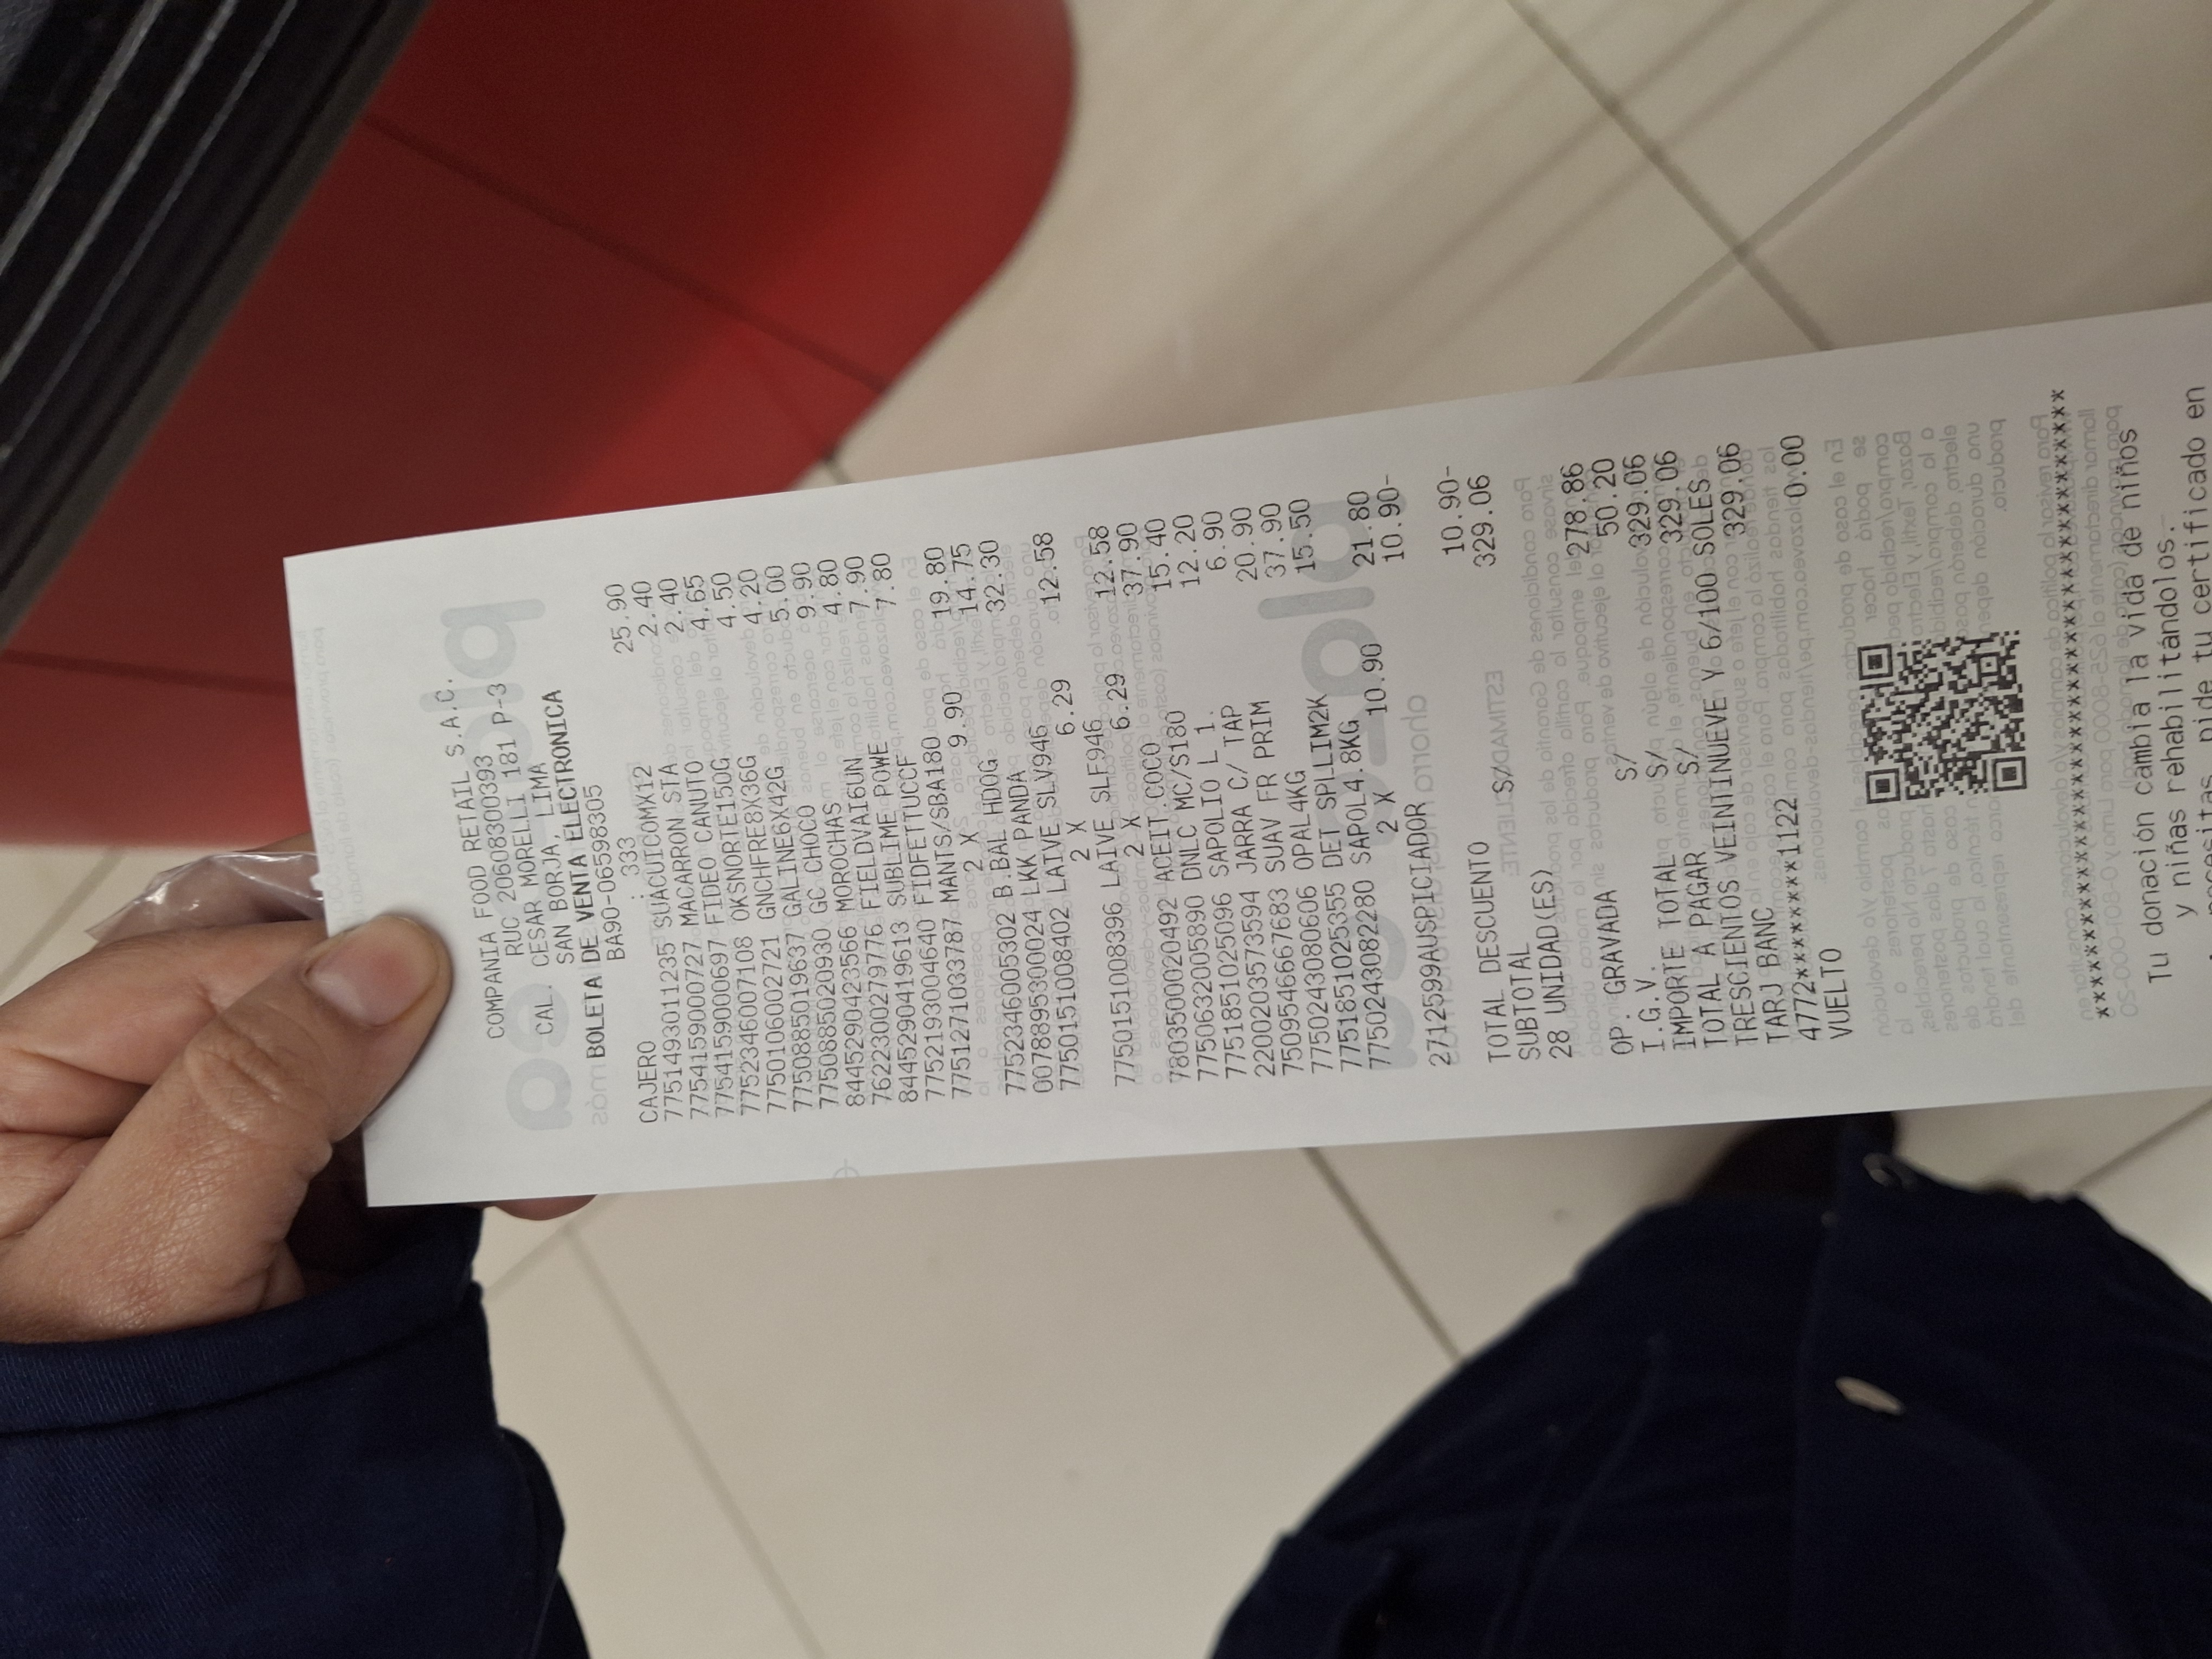 COMPANIA FOOD RETAIL S.A.C.
RUC 20608300393
CAL. CESAR MORELLI 181 P-3
SAN BORJA, LIMA
BOLETA DE VENTA ELECTRONICA
BA90-06598305
CAJERO : 333
7751493011235 SUACUICOMX12 25.90
7754159000727 MACARRON STA 2.40
7754159000697 FIDEO CANUTO 2.40
7752346007108 OKSNORTE150G 4.65
7750106002721 GNCHFRE8X36G 4.50
7750885019637 GALINE6X42G 4.20
7750885020930 GC CHOCO 5.00
8445290423566 MOROCHAS 9.90
7622300279776 FIELDVAI6UN 4.80
8445290419613 SUBLIME POWE 7.90
7752193004640 FIDFETTUCCF 7.80
7751271033787 MANTS/SBA180
2 X 9.90 19.80
7752346005302 B.BAL HDOG 14.75
0078895300024 LKK PANDA 32.30
7750151008402 LAIVE SLV946
2 X 6.29 12.58
7750151008396 LAIVE SLF946
2 X 6.29 12.58
7803500020492 ACEIT.COCO 37.90
7750632005890 DNLC MC/S180 15.40
7751851025096 SAPOLIO L 1. 12.20
2200203573594 JARRA C/ TAP 6.90
7509546667683 SUAV FR PRIM 20.90
7750243080606 OPAL4KG 37.90
7751851025355 DET SPLLIM2K 15.50
7750243082280 SAPOL4.8KG
2 X 10.90 21.80
2712599AUSPICIADOR 10.90-
TOTAL DESCUENTO 10.90-
SUBTOTAL S/ 329.06
28 UNIDAD(ES)
OP. GRAVADA 278.86
I.G.V. S/ 50.20
IMPORTE TOTAL S/ 329.06
TOTAL A PAGAR S/ 329.06
TRESCIENTOS VEINTINUEVE Y 6/100 SOLES
TARJ BANC 329.06
4772********1122
VUELTO 0.00
*****************************************
Tu donación cambia la vida de niños
y niñas rehabilitándolos.
necesitas, pide tu certificado en